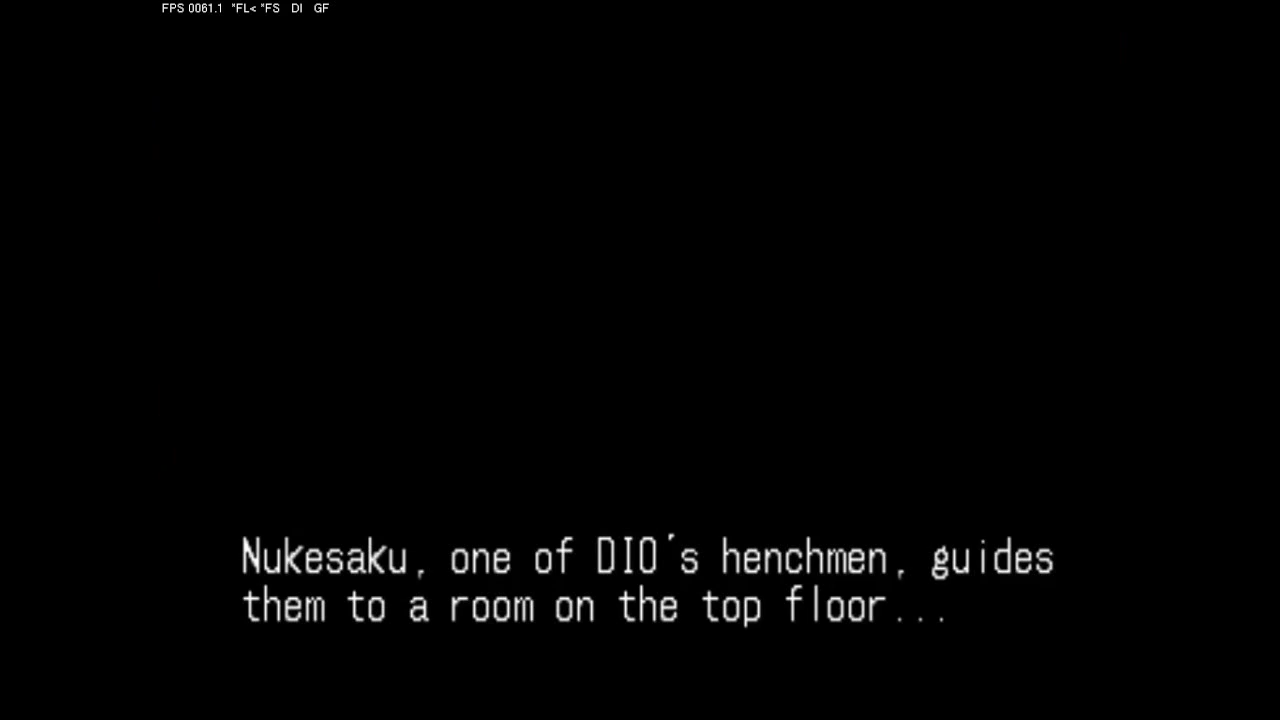 FPS 0061.1 *FL< *FS DI GF
Nukesaku, one of DIO's henchmen, guides
them to a room on the top floor...